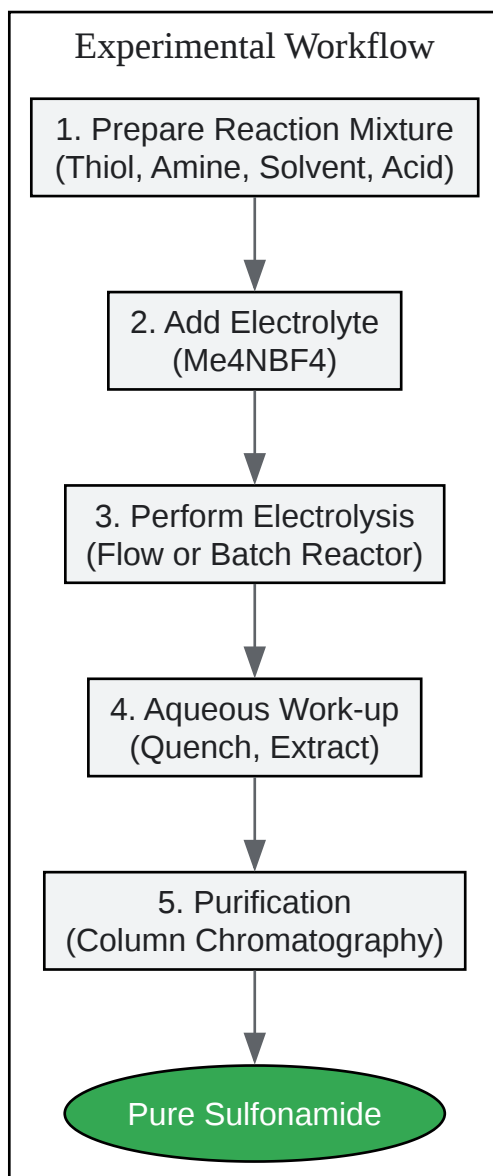 Experimental Workflow
1. Prepare Reaction Mixture
(Thiol, Amine, Solvent, Acid)
2. Add Electrolyte
(Me4NBF4)
3. Perform Electrolysis
(Flow or Batch Reactor)
4. Aqueous Work-up
(Quench, Extract)
5. Purification
(Column Chromatography)
Pure Sulfonamide